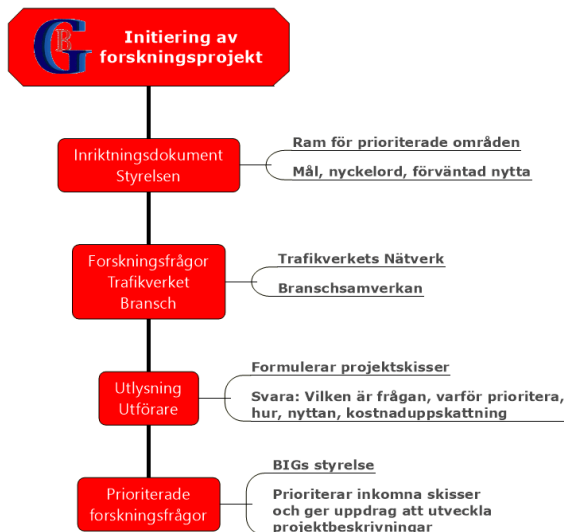 BG
Initiering av
forskningsprojekt
Inriktningsdokument
Styrelsen
Ram för prioriterade områden
Mål, nyckelord, förväntad nytta
Forskningsfrågor
Trafikverket
Bransch
Trafikverkets Nätverk
Branschsamverkan
Utlysning
Utförare
Formulerar projektskisser
Svara: Vilken är frågan, varför prioritera,
hur, nyttan, kostnaduppskattning
Prioriterade
forskningsfrågor
BIGs styrelse
Prioriterar inkomna skisser
och ger uppdrag att utveckla
projektbeskrivningar